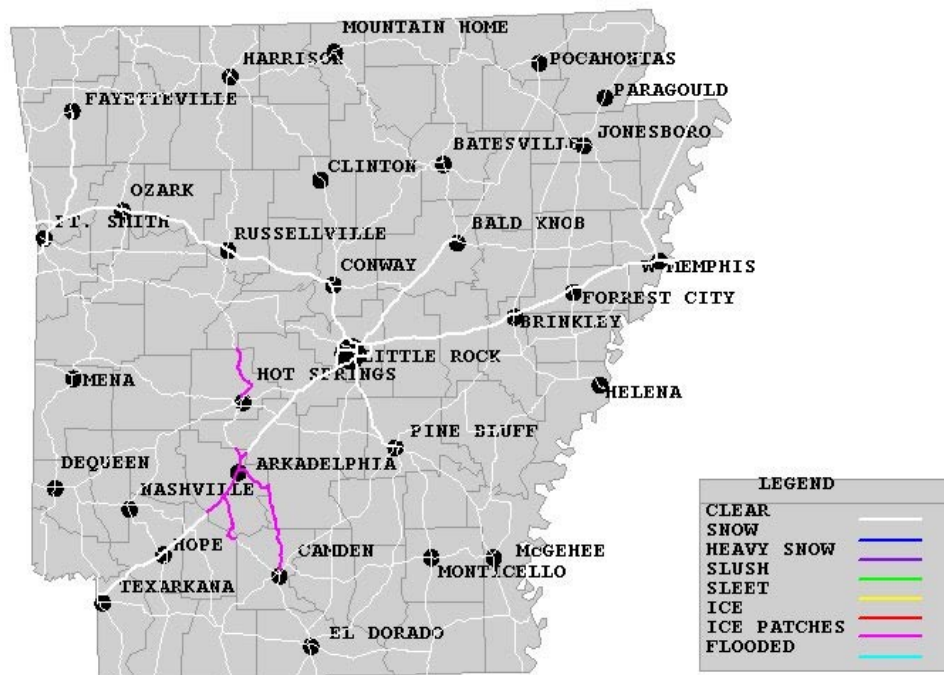 MOUNTAIN HOME
HARRISON
POCAHONTAS
PARAGOULD
FAYETTEVILLE
JONESBORO
BATESVILLE
CLINTON
OZARK
FT. SMITH
BALD KNOB
RUSSELLVILLE
CONWAY
W MEMPHIS
FORREST CITY
BRINKLEY
LITTLE ROCK
HOT SPRINGS
MENA
HELENA
PINE BLUFF
DEQUEEN
ARKADELPHIA
NASHVILLE
HOPE
CAMDEN
McGEHEE
MONTICELLO
TEXARKANA
EL DORADO
LEGEND
CLEAR
SNOW
HEAVY SNOW
SLUSH
SLEET
ICE
ICE PATCHES
FLOODED